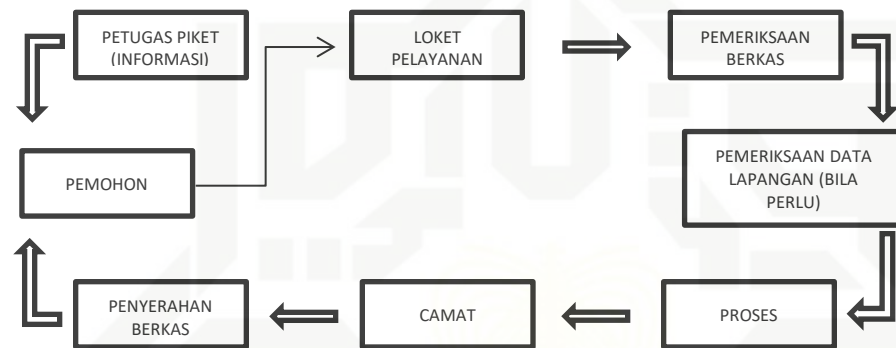 PETUGAS PIKET
(INFORMASI)
LOKET
PELAYANAN
PEMERIKSAAN
BERKAS
PEMOHON
PEMERIKSAAN DATA
LAPANGAN (BILA
PERLU)
PENYERAHAN
BERKAS
CAMAT
PROSES